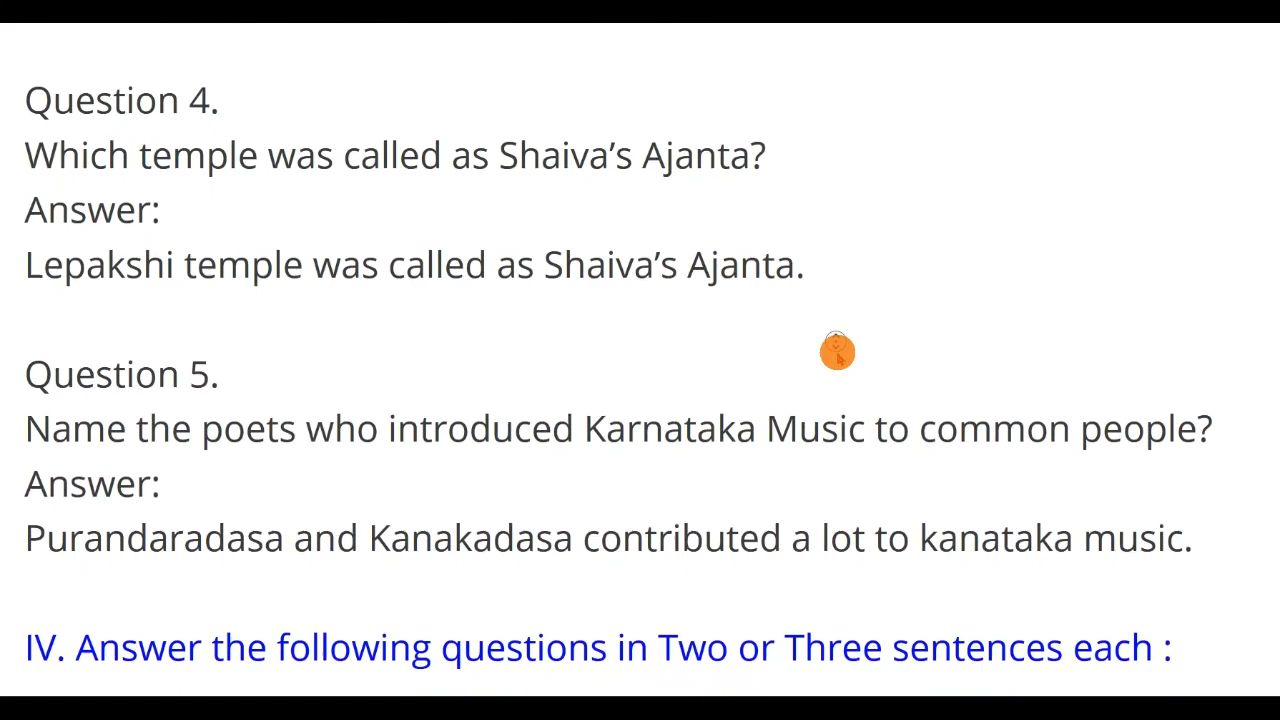 Question 4.
Which temple was called as Shaiva’s Ajanta?
Answer:
Lepakshi temple was called as Shaiva’s Ajanta.
Question 5.
Name the poets who introduced Karnataka Music to common people?
Answer:
Purandaradasa and Kanakadasa contributed a lot to kanataka music.
IV. Answer the following questions in Two or Three sentences each :